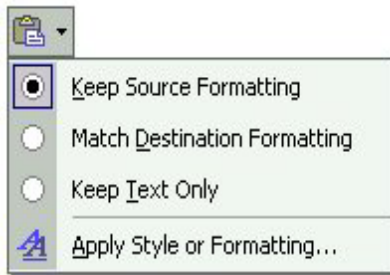 Keep Source Formatting
Match Destination Formatting
Keep Text Only
Apply Style or Formatting...